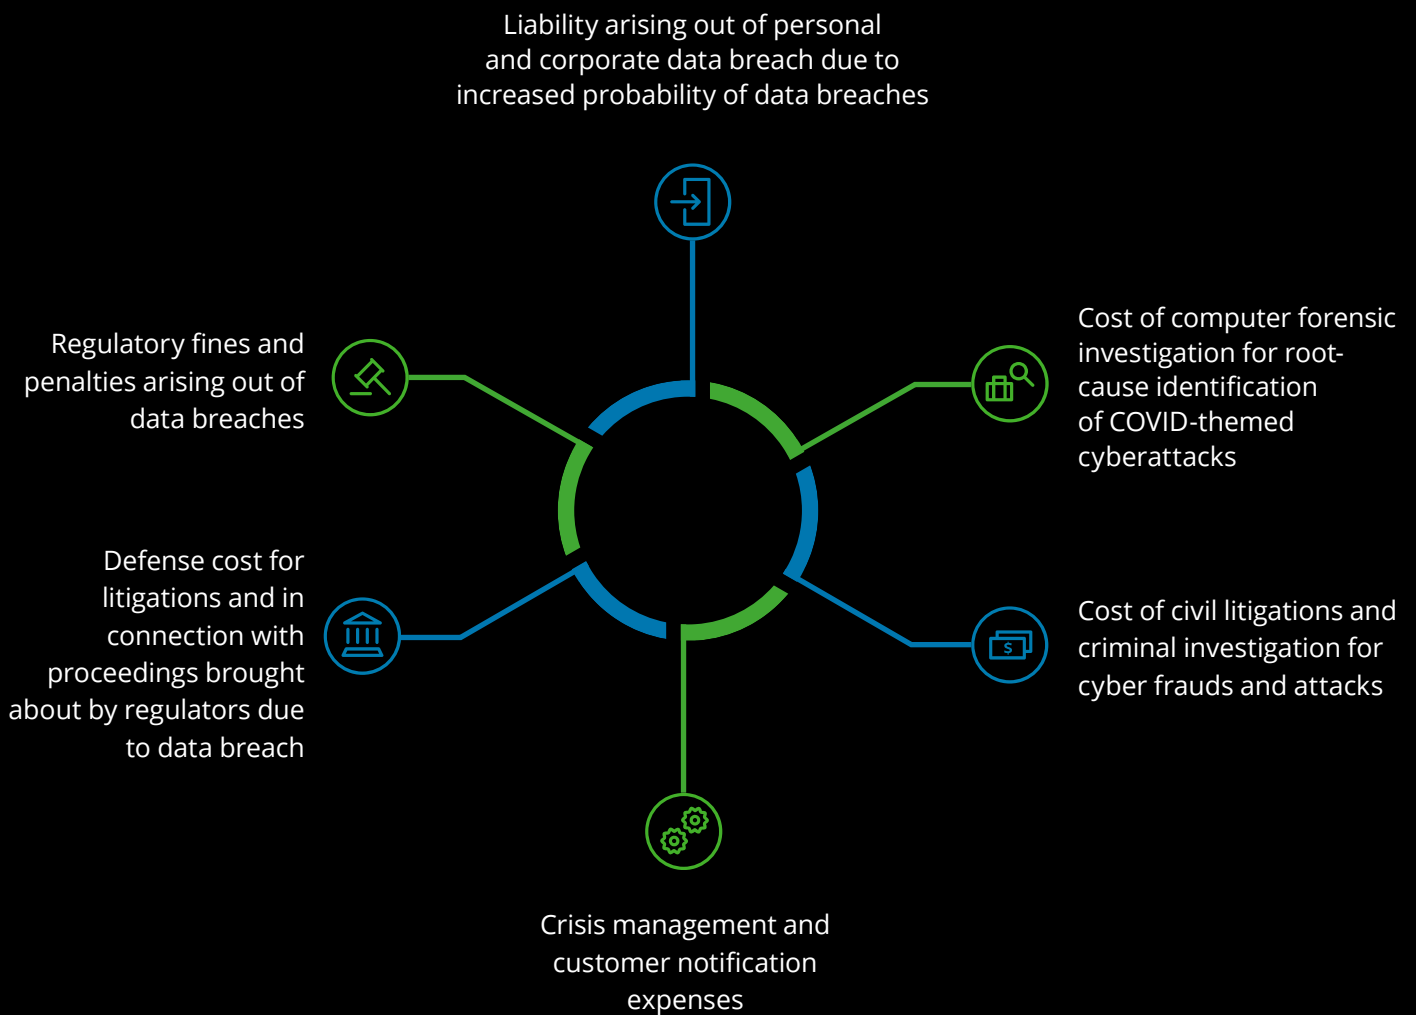 Liability arising out of personal
and corporate data breach due to
increased probability of data breaches
Regulatory fines and
penalties arising out of
data breaches
Cost of computer forensic
investigation for root-
cause identification
of COVID-themed
cyberattacks
Defense cost for
litigations and in
connection with
proceedings brought
about by regulators due
to data breach
$
Cost of civil litigations and
criminal investigation for
cyber frauds and attacks
Crisis management and
customer notification
expenses